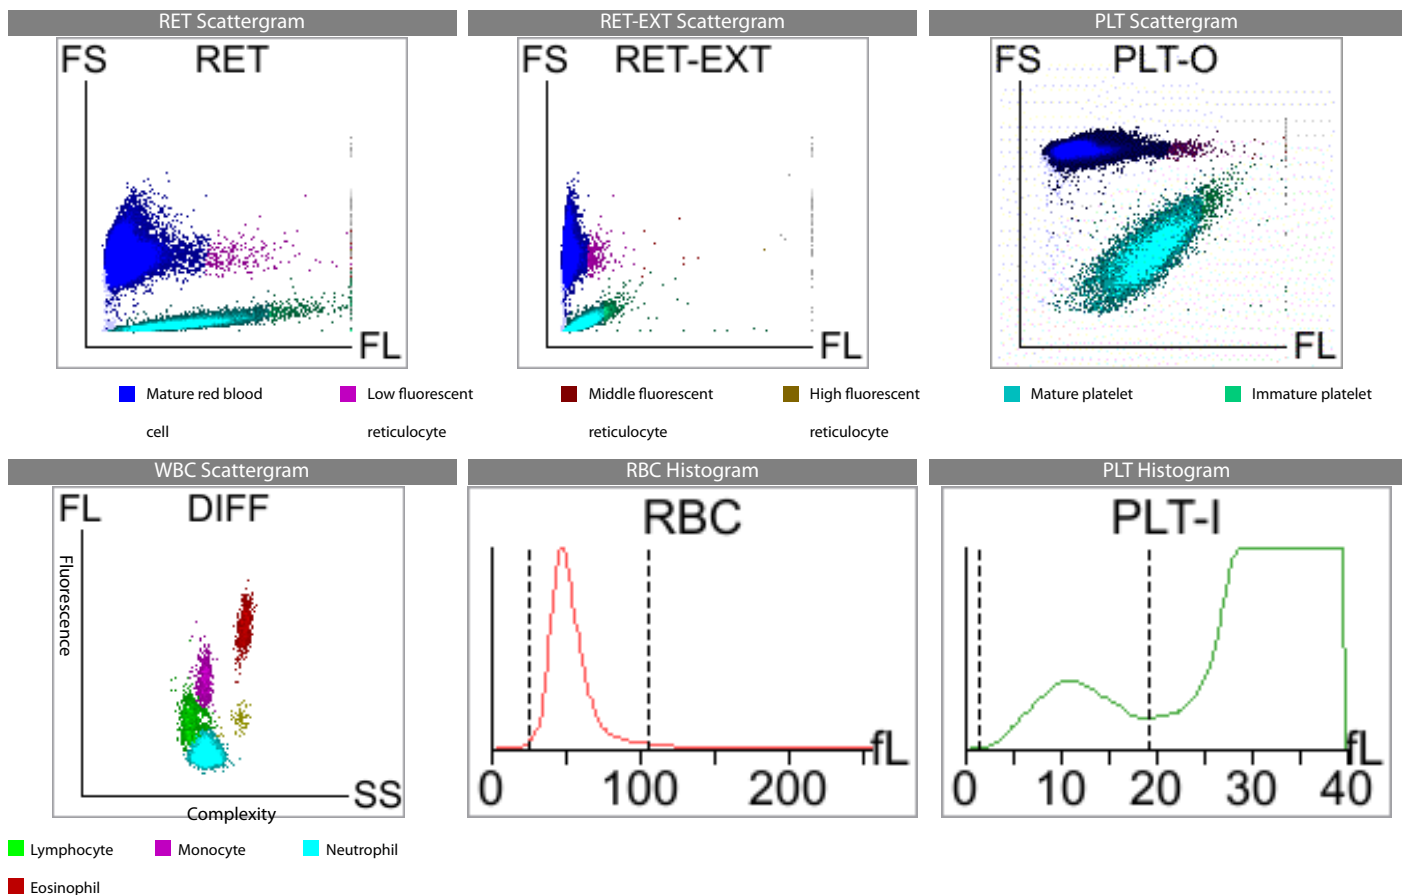 RET Scattergram
RET-EXT Scattergram
PLT Scattergram
FS RET
FL
FS RET-EXT
FL
FS PLT-O
FL
Mature red blood cell
Low fluorescent reticulocyte
Middle fluorescent reticulocyte
High fluorescent reticulocyte
Mature platelet
Immature platelet
WBC Scattergram
RBC Histogram
PLT Histogram
FL DIFF
Fluorescence
SS
Complexity
RBC
fL
0 100 200
PLT-I
fL
0 10 20 30 40
Lymphocyte
Monocyte
Neutrophil
Eosinophil